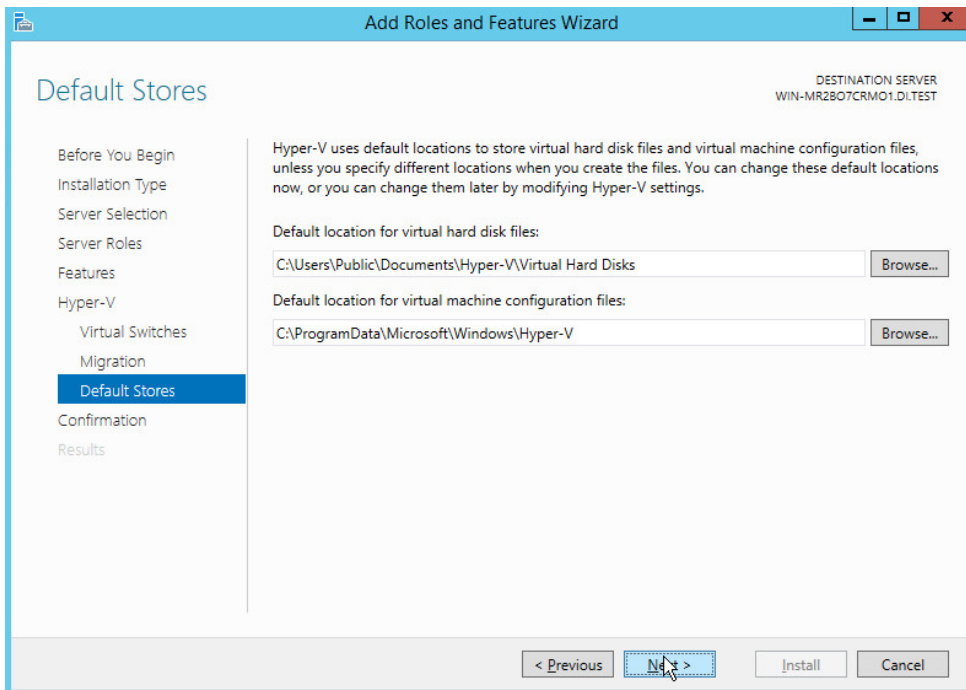 Add Roles and Features Wizard
x
Default Stores
DESTINATION SERVER
WIN-MR2BO7CRMO1.DI.TEST
Before You Begin
Installation Type
Server Selection
Server Roles
Features
Hyper-V
Virtual Switches
Migration
Default Stores
Confirmation
Results
Hyper-V uses default locations to store virtual hard disk files and virtual machine configuration files,
unless you specify different locations when you create the files. You can change these default locations
now, or you can change them later by modifying Hyper-V settings.
Default location for virtual hard disk files:
C:\Users\Public\Documents\Hyper-V\Virtual Hard Disks
Browse...
Default location for virtual machine configuration files:
C:\ProgramData\Microsoft\Windows\Hyper-V
Browse...
< Previous
Next >
Install
Cancel